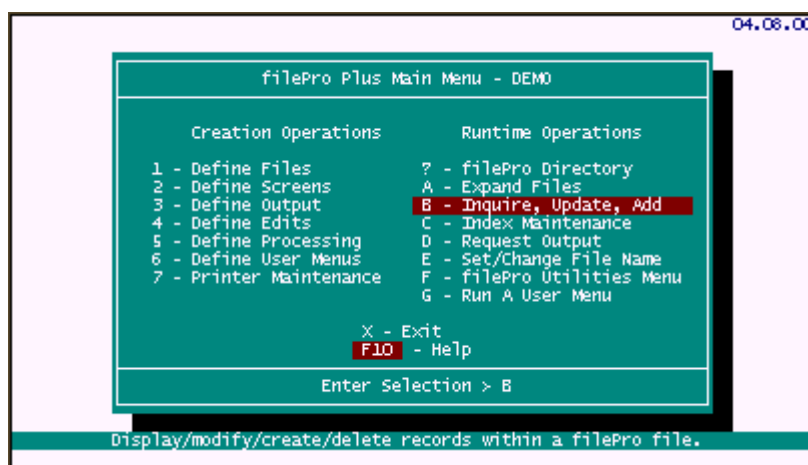 04.08.00
filePro Plus Main Menu - DEMO
Creation Operations
1 - Define Files
2 - Define Screens
3 - Define Output
4 - Define Edits
5 - Define Processing
6 - Define User Menus
7 - Printer Maintenance
Runtime Operations
? - filePro Directory
A - Expand Files
B - Inquire, Update, Add
C - Index Maintenance
D - Request Output
E - Set/Change File Name
F - filePro Utilities Menu
G - Run A User Menu
X - Exit
F10 - Help
Enter Selection > B
Display/modify/create/delete records within a filePro file.